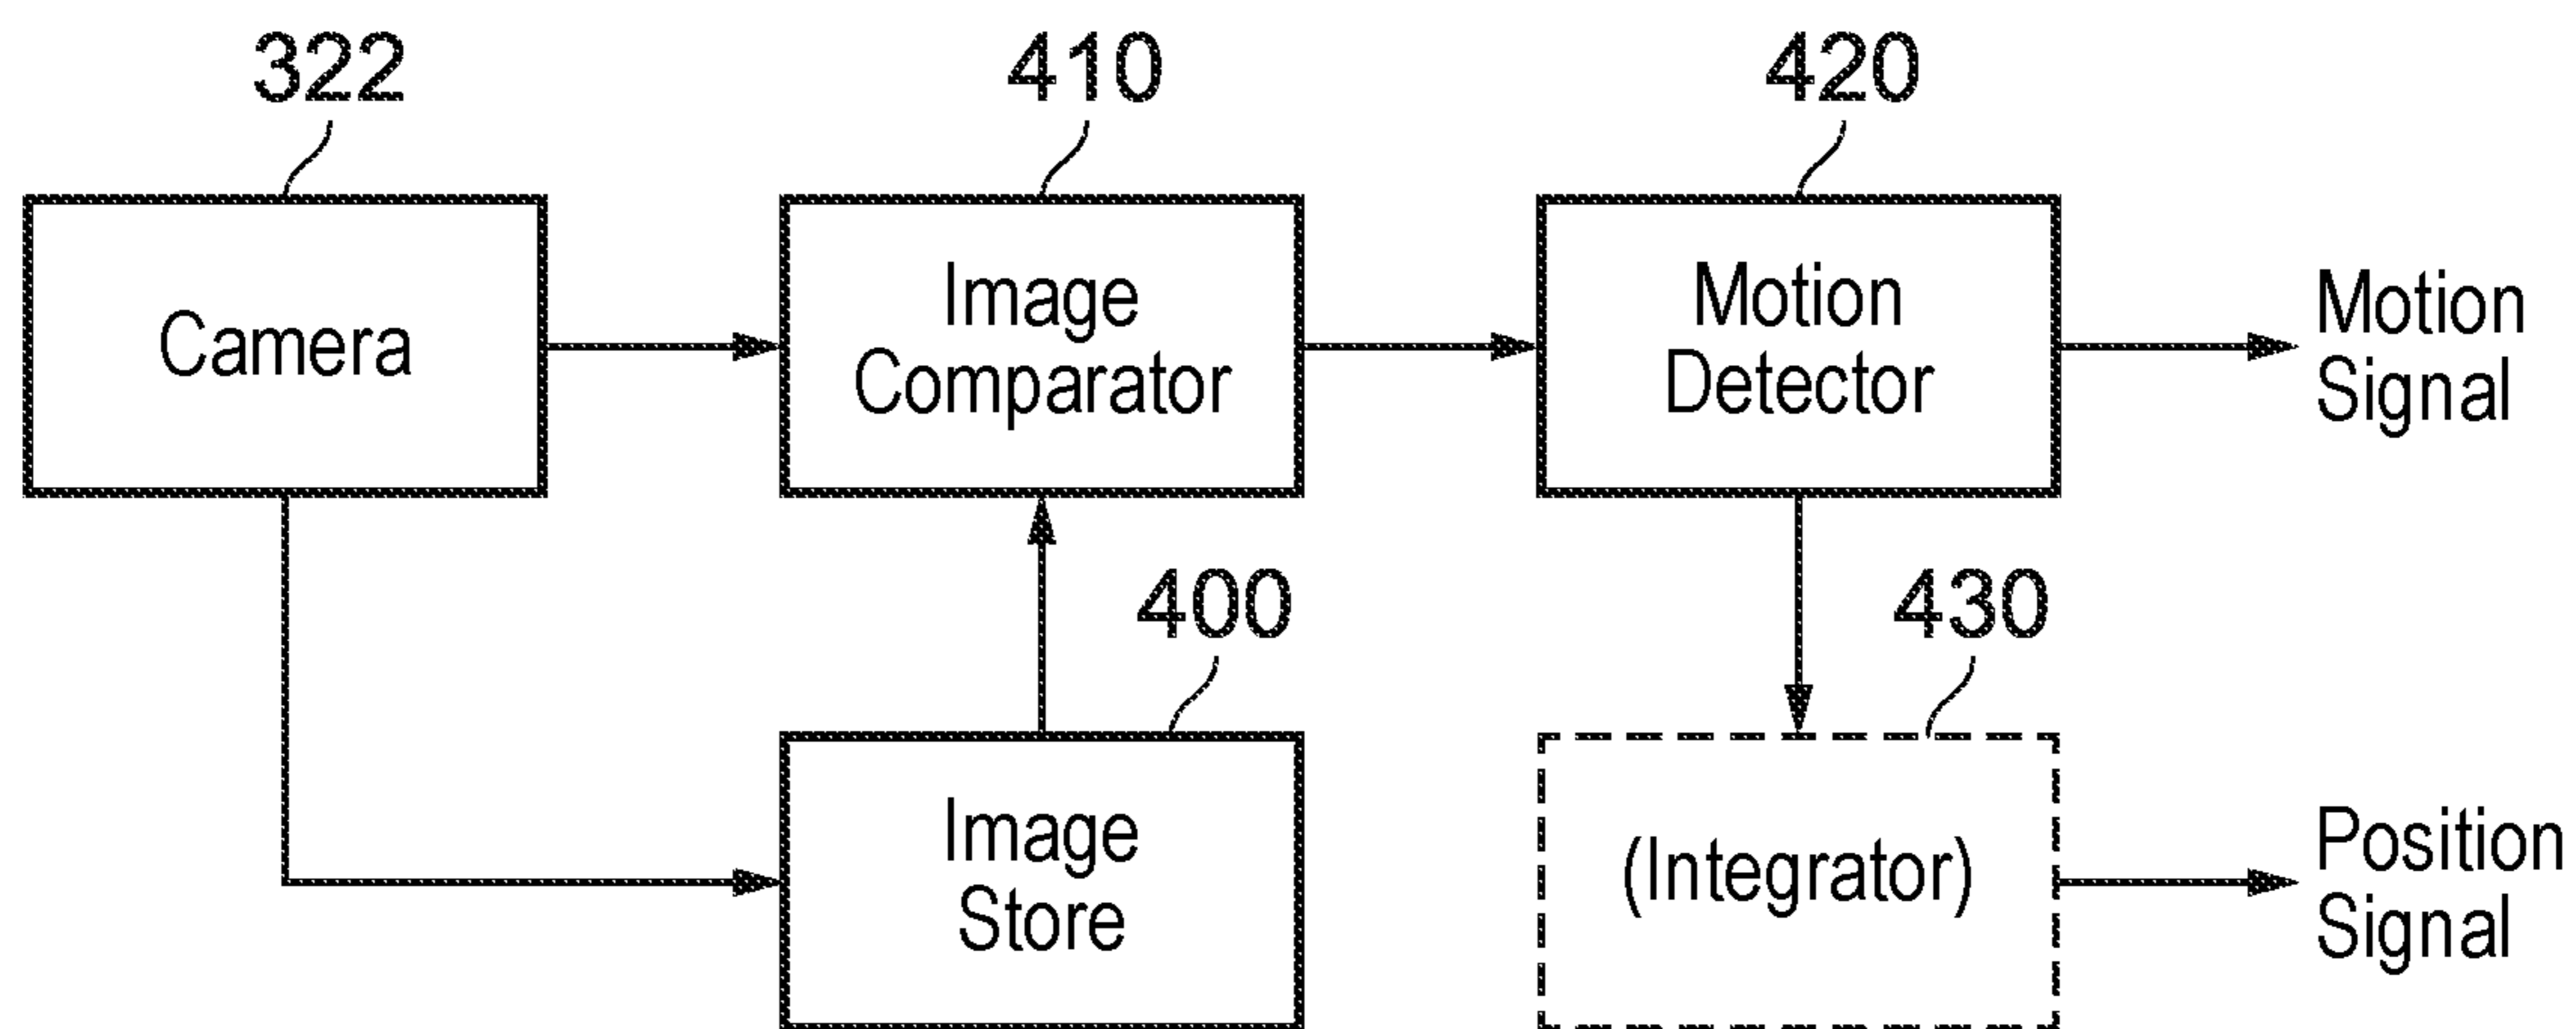 322
410
420
Camera
Image
Comparator
Motion
Detector
Motion
Signal
400
430
Image
Store
(Integrator)
Position
Signal